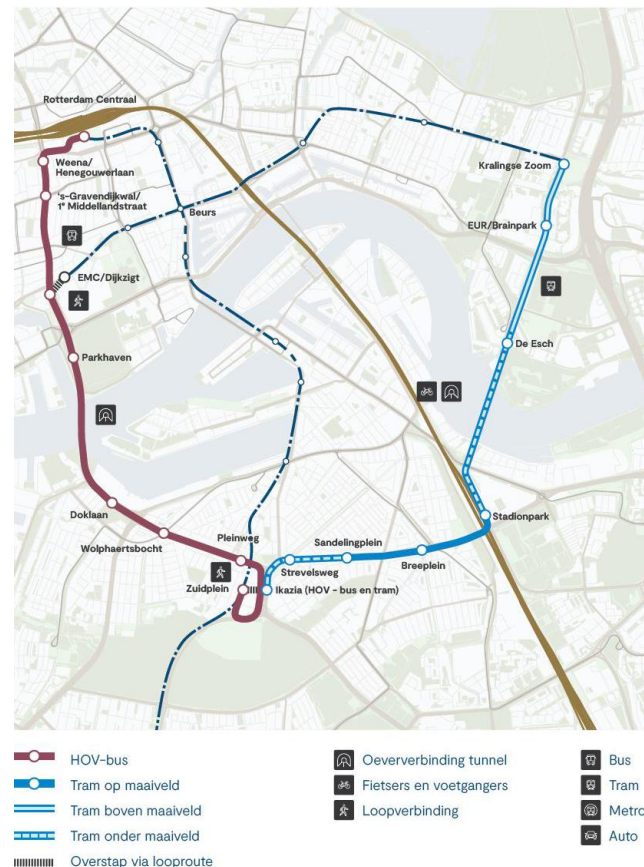 Rotterdam Centraal
Weena/
Henegouwerlaan
Kralingse Zoom
's-Gravendijkwal/
1e Middellandstraat
Beurs
EUR/Brainpark
EMC/Dijkzigt
De Esch
Parkhaven
Doklaan
Stadionpark
Wolphaertsbocht
Pleinweg
Sandelingplein
Breeplein
Strevelsweg
Zuidplein
Ikazia (HOV - bus en tram)
HOV-bus
Tram op maaiveld
Tram boven maaiveld
Tram onder maaiveld
Overstap via looproute
Oeververbinding tunnel
Fietsers en voetgangers
Loopverbinding
Bus
Tram
Metro
Auto